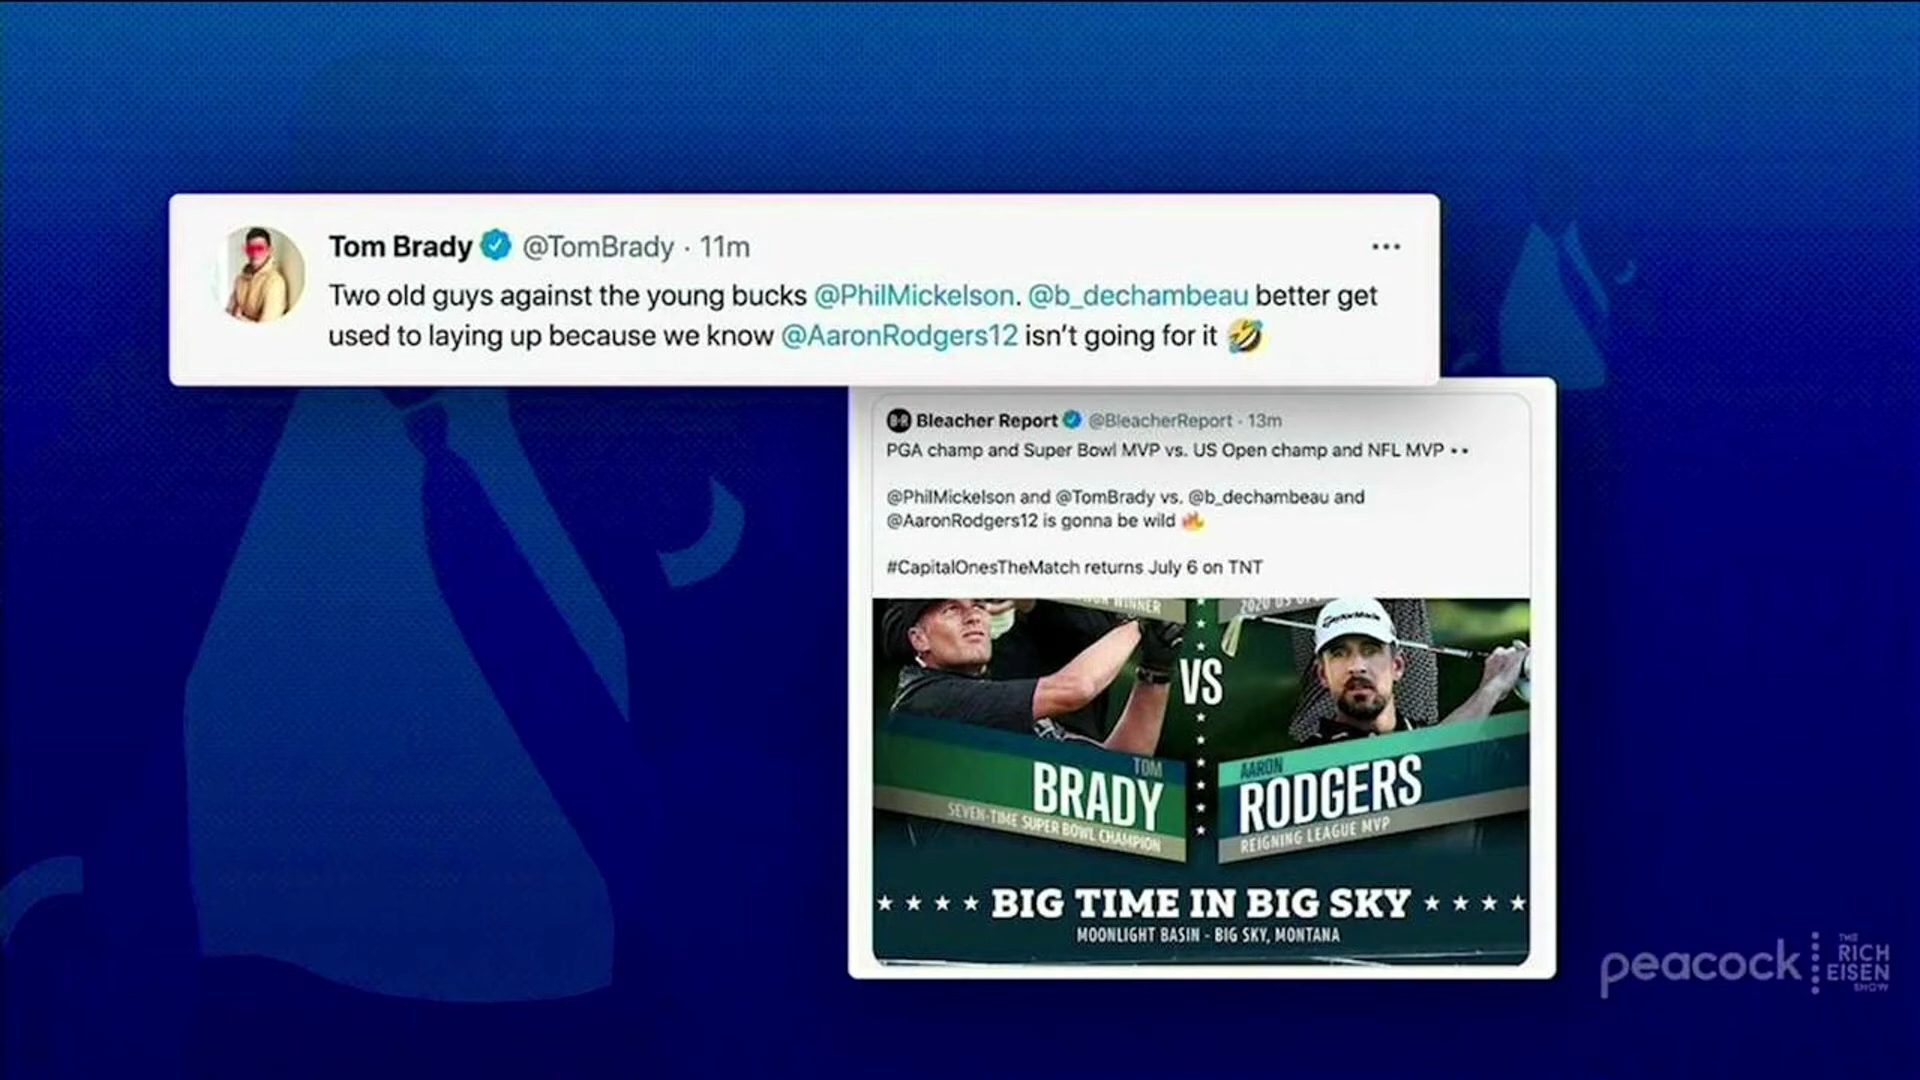 Tom Brady @TomBrady · 11m
Two old guys against the young bucks @PhilMickelson. @b_dechambeau better get
used to laying up because we know @AaronRodgers12 isn't going for it 🤣
B·R Bleacher Report @BleacherReport · 13m
PGA champ and Super Bowl MVP vs. US Open champ and NFL MVP 👀
@PhilMickelson and @TomBrady vs. @b_dechambeau and
@AaronRodgers12 is gonna be wild 🔥
#CapitalOnesTheMatch returns July 6 on TNT
WINNER
2020 US
TaylorMade
VS
TOM
BRADY
SEVEN-TIME SUPER BOWL CHAMPION
AARON
RODGERS
REIGNING LEAGUE MVP
BIG TIME IN BIG SKY
MOONLIGHT BASIN - BIG SKY, MONTANA
peacock
THE
RICH
EISEN
SHOW